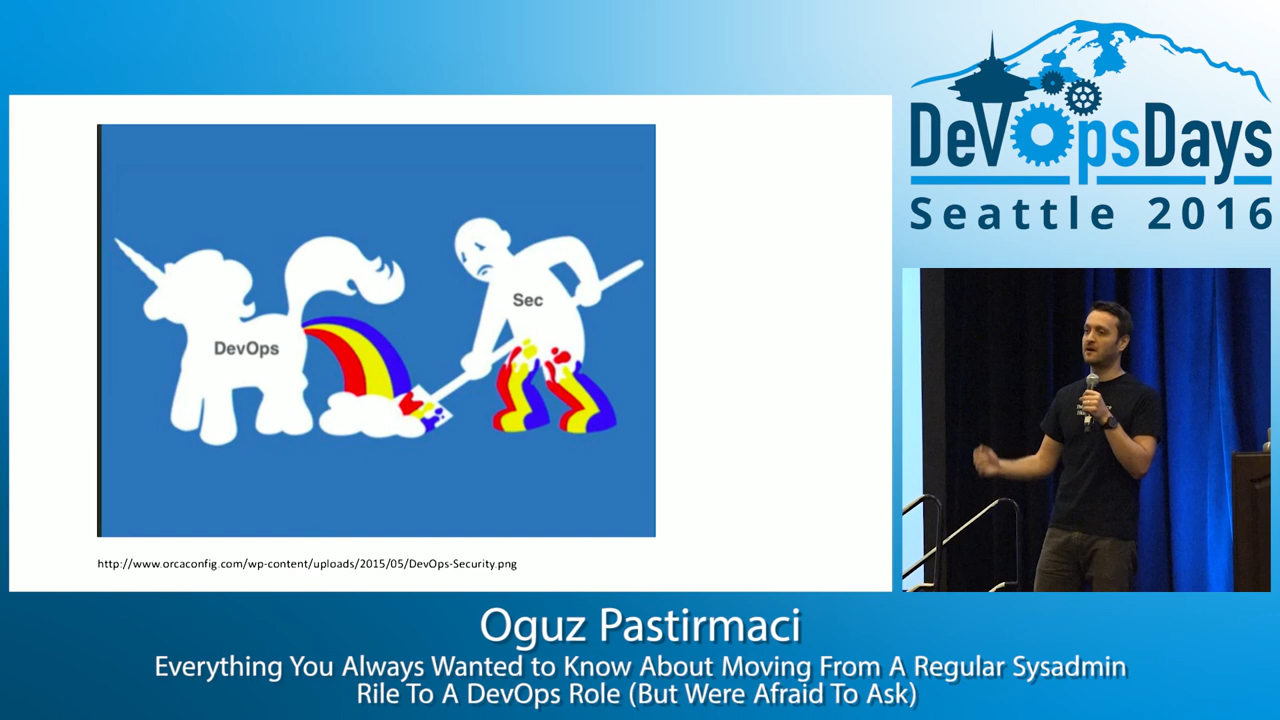 DevOpsDays
Seattle 2016
DevOps
Sec
http://www.orcaconfig.com/wp-content/uploads/2015/05/DevOps-Security.png
Oguz Pastirmaci
Everything You Always Wanted to Know About Moving From A Regular Sysadmin
Rile To A DevOps Role (But Were Afraid To Ask)